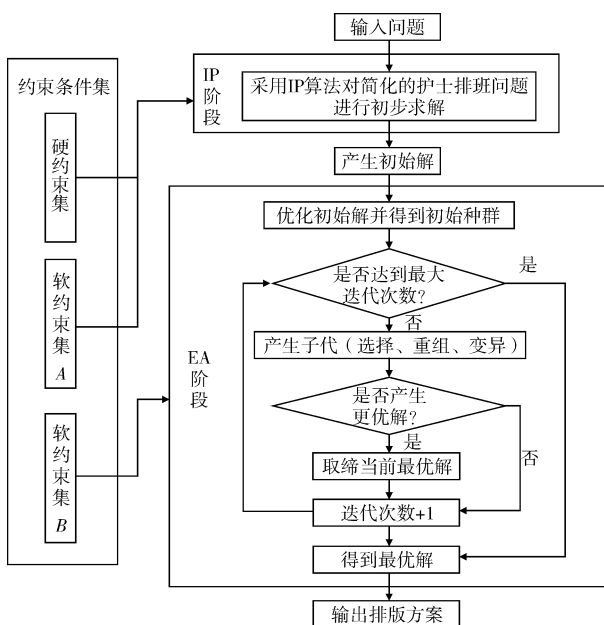 输入问题
约束条件集
硬约束集
软约束集A
软约束集B
IP阶段
采用IP算法对简化的护士排班问题
进行初步求解
产生初始解
EA阶段
优化初始解并得到初始种群
是否达到最大
迭代次数?
是
否
产生子代（选择、重组、变异）
是否产生
更优解?
是
否
取缔当前最优解
迭代次数+1
得到最优解
输出排版方案